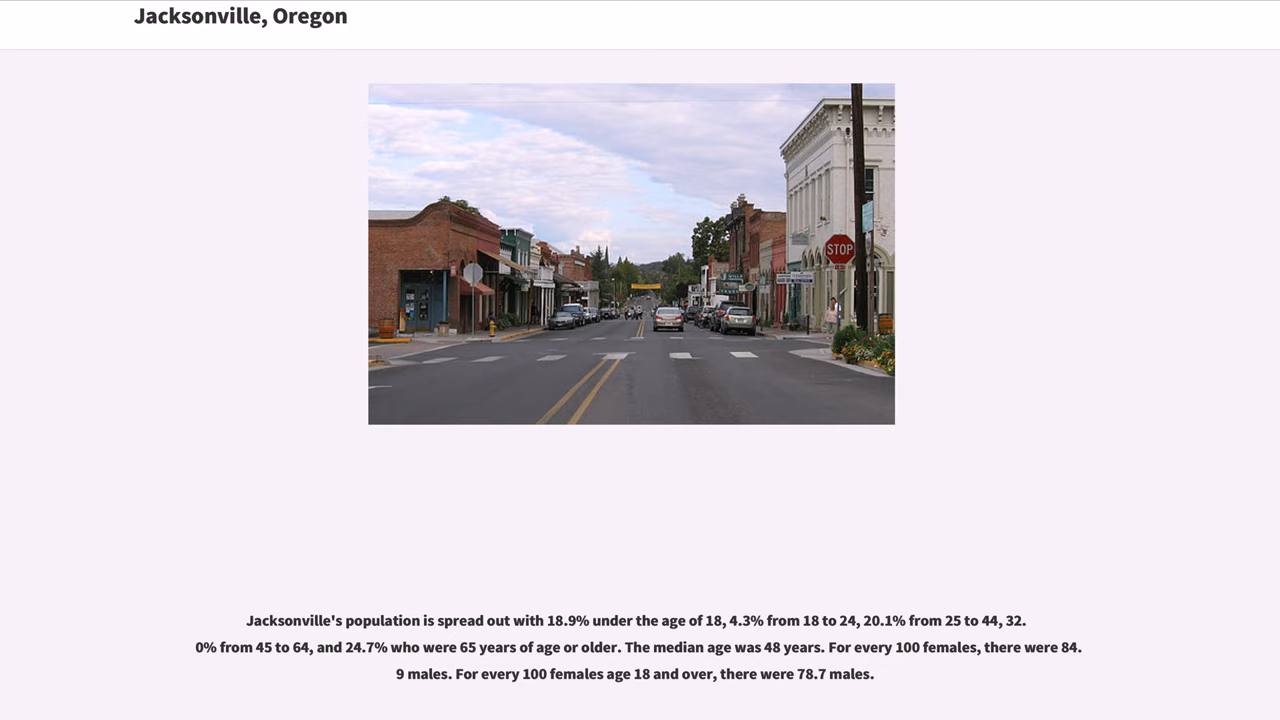 Jacksonville, Oregon
STOP
Jacksonville's population is spread out with 18.9% under the age of 18, 4.3% from 18 to 24, 20.1% from 25 to 44, 32.
0% from 45 to 64, and 24.7% who were 65 years of age or older. The median age was 48 years. For every 100 females, there were 84.
9 males. For every 100 females age 18 and over, there were 78.7 males.